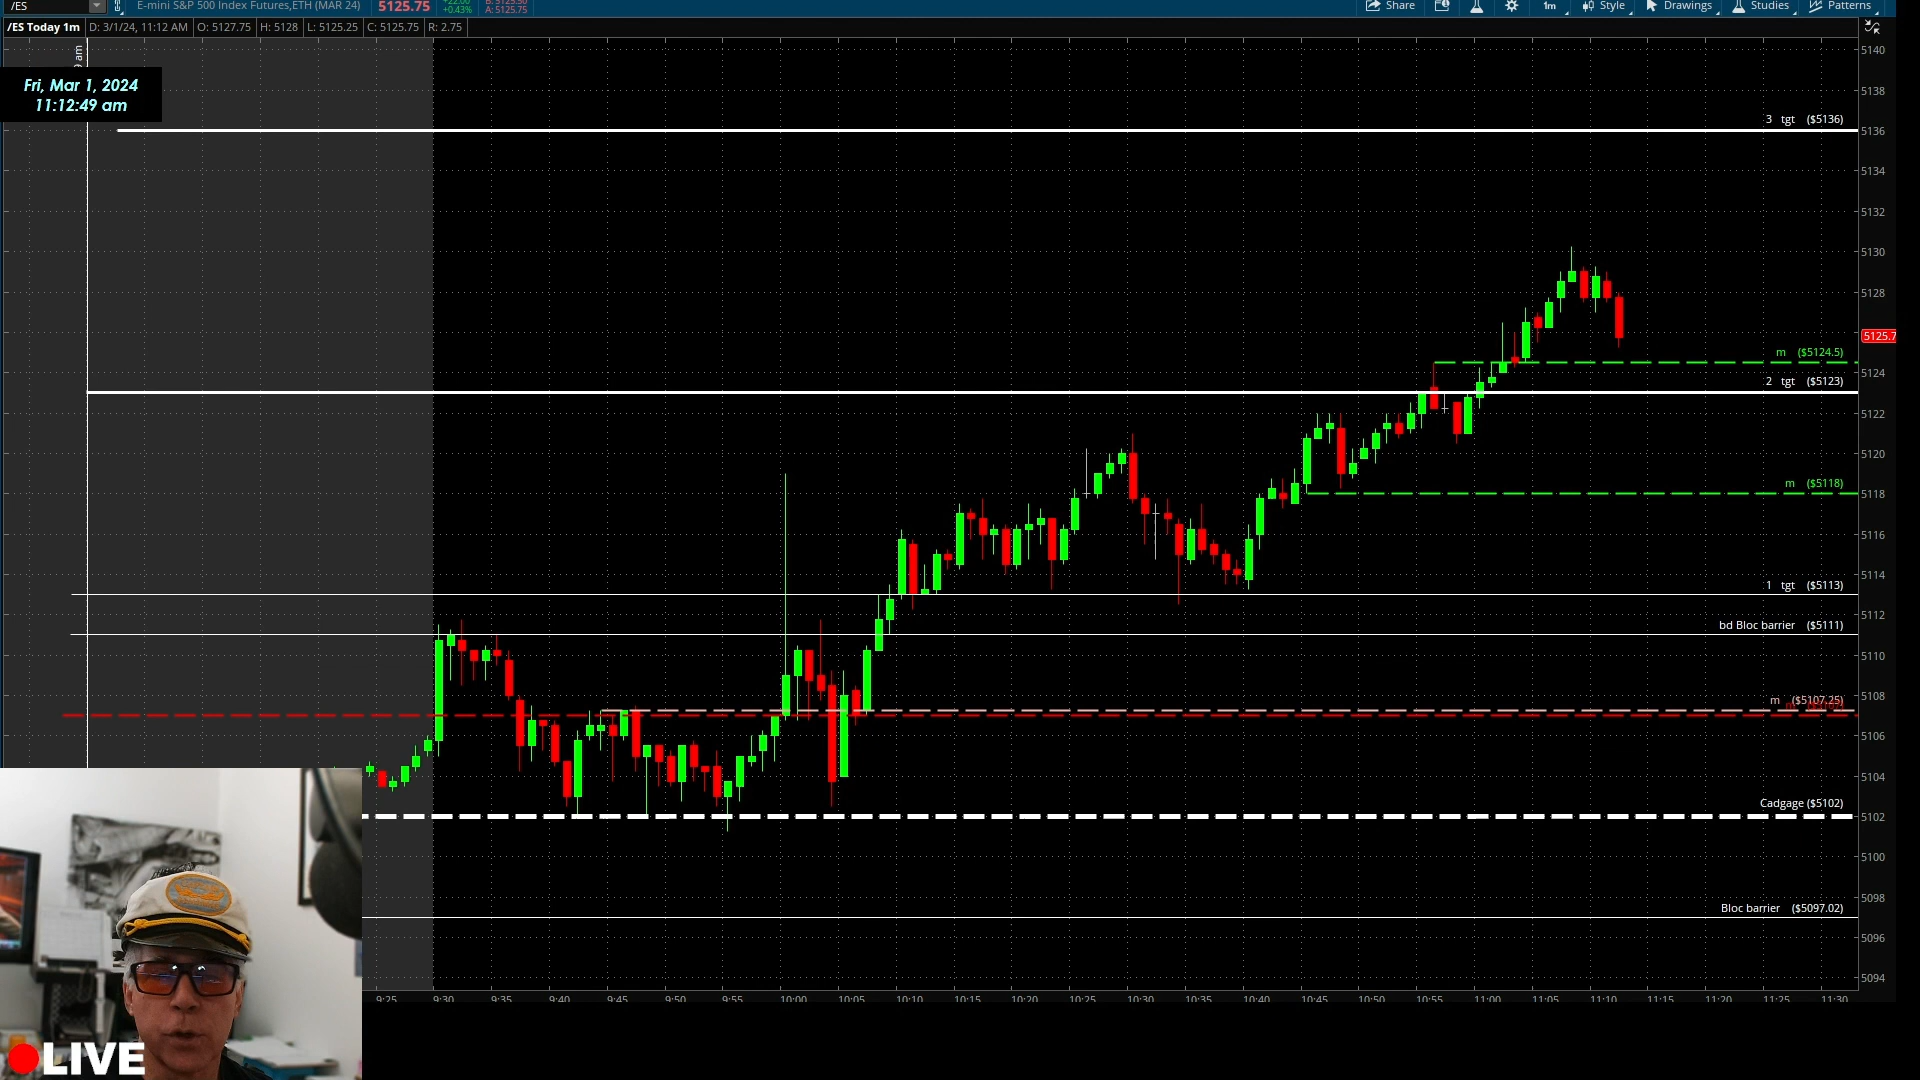 /ES E-mini S&P 500 Index Futures,ETH (MAR 24) 5125.75 +22.00 +0.43% B: 5125.50 A: 5125.75 Share 1m Style Drawings Studies Patterns
/ES Today 1m D: 3/1/24, 11:12 AM O: 5127.75 H: 5128 L: 5125.25 C: 5125.75 R: 2.75
am
Fri, Mar 1, 2024
11:12:49 am
5140
5138
3 tgt ($5136)
5136
5134
5132
5130
5128
5125.7
m ($5124.5)
5124
2 tgt ($5123)
5122
5120
m ($5118)
5118
5116
5114
1 tgt ($5113)
5112
bd Bloc barrier ($5111)
5110
5108
m ($5107.25)
5106
5104
Cadgage ($5102)
5102
5100
5098
Bloc barrier ($5097.02)
5096
5094
9:25 9:30 9:35 9:40 9:45 9:50 9:55 10:00 10:05 10:10 10:15 10:20 10:25 10:30 10:35 10:40 10:45 10:50 10:55 11:00 11:05 11:10 11:15 11:20 11:25 11:30
LIVE